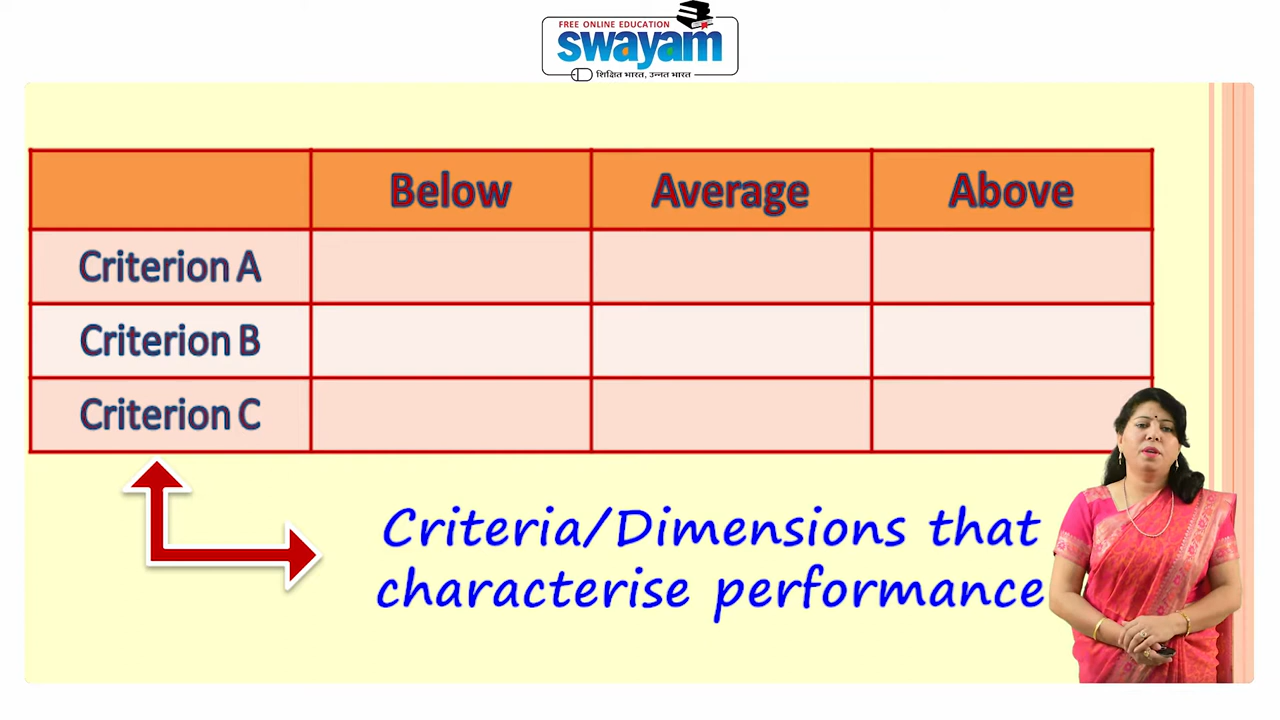 FREE ONLINE EDUCATION
swayam
शिक्षित भारत, उन्नत भारत
Below Average Above
Criterion A
Criterion B
Criterion C
Criteria/Dimensions that
characterise performance